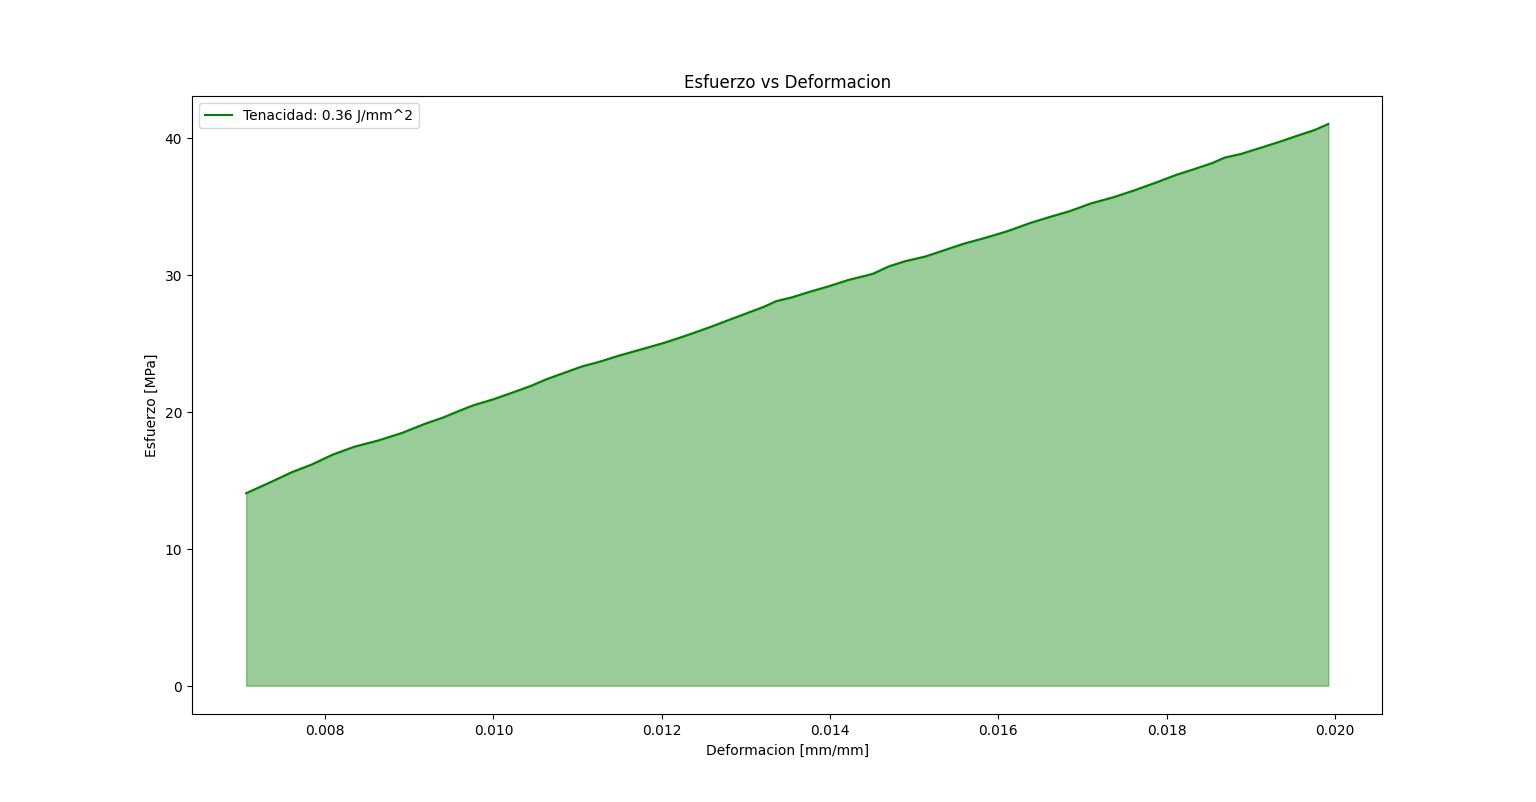 Esfuerzo vs Deformacion
Tenacidad: 0.36 J/mm^2
40
30
20
10
0
Esfuerzo [MPa]
0.008 0.010 0.012 0.014 0.016 0.018 0.020
Deformacion [mm/mm]